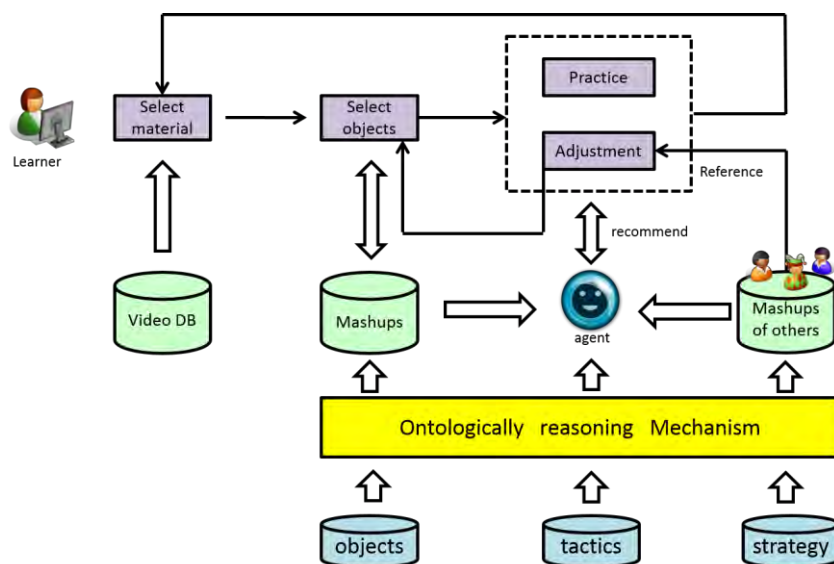 Practice
Select
material
Select
objects
Adjustment
Learner
Reference
recommend
Video DB
Mashups
agent
Mashups
of others
Ontologically reasoning Mechanism
objects
tactics
strategy